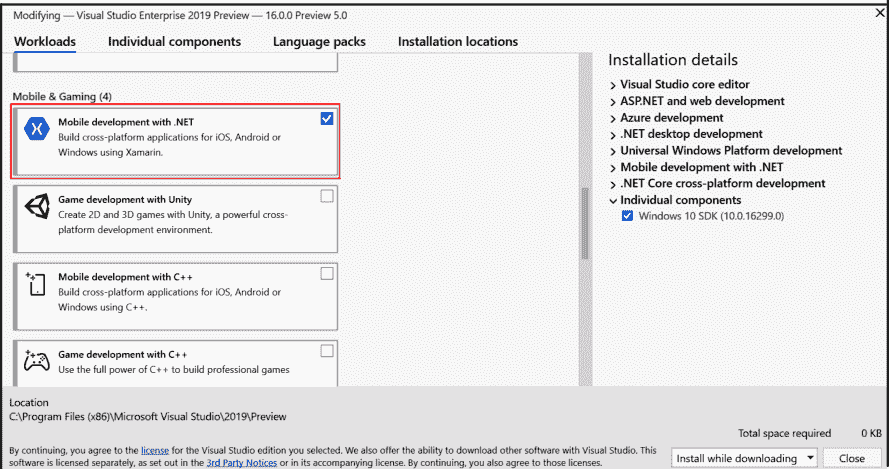 Modifying — Visual Studio Enterprise 2019 Preview — 16.0.0 Preview 5.0
Workloads Individual components Language packs Installation locations
Mobile & Gaming (4)
Mobile development with .NET
Build cross-platform applications for iOS, Android or
Windows using Xamarin.
Game development with Unity
Create 2D and 3D games with Unity, a powerful cross-
platform development environment.
Mobile development with C++
Build cross-platform applications for iOS, Android or
Windows using C++.
Game development with C++
Use the full power of C++ to build professional games
Installation details
Visual Studio core editor
ASP.NET and web development
Azure development
.NET desktop development
Universal Windows Platform development
Mobile development with .NET
.NET Core cross-platform development
Individual components
Windows 10 SDK (10.0.16299.0)
Location
C:\Program Files (x86)\Microsoft Visual Studio\2019\Preview
Total space required 0 KB
By continuing, you agree to the license for the Visual Studio edition you selected. We also offer the ability to download other software with Visual Studio. This
software is licensed separately, as set out in the 3rd Party Notices or in its accompanying license. By continuing, you also agree to those licenses.
Install while downloading Close